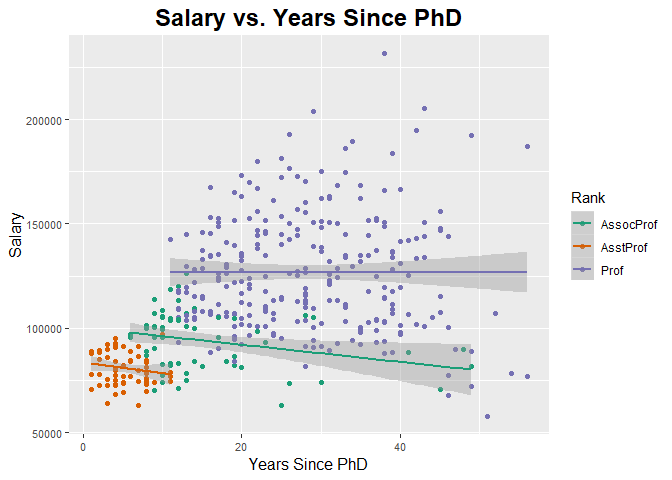 Salary vs. Years Since PhD
Salary
200000
150000
100000
50000
0
20
40
Years Since PhD
Rank
AssocProf
AsstProf
Prof